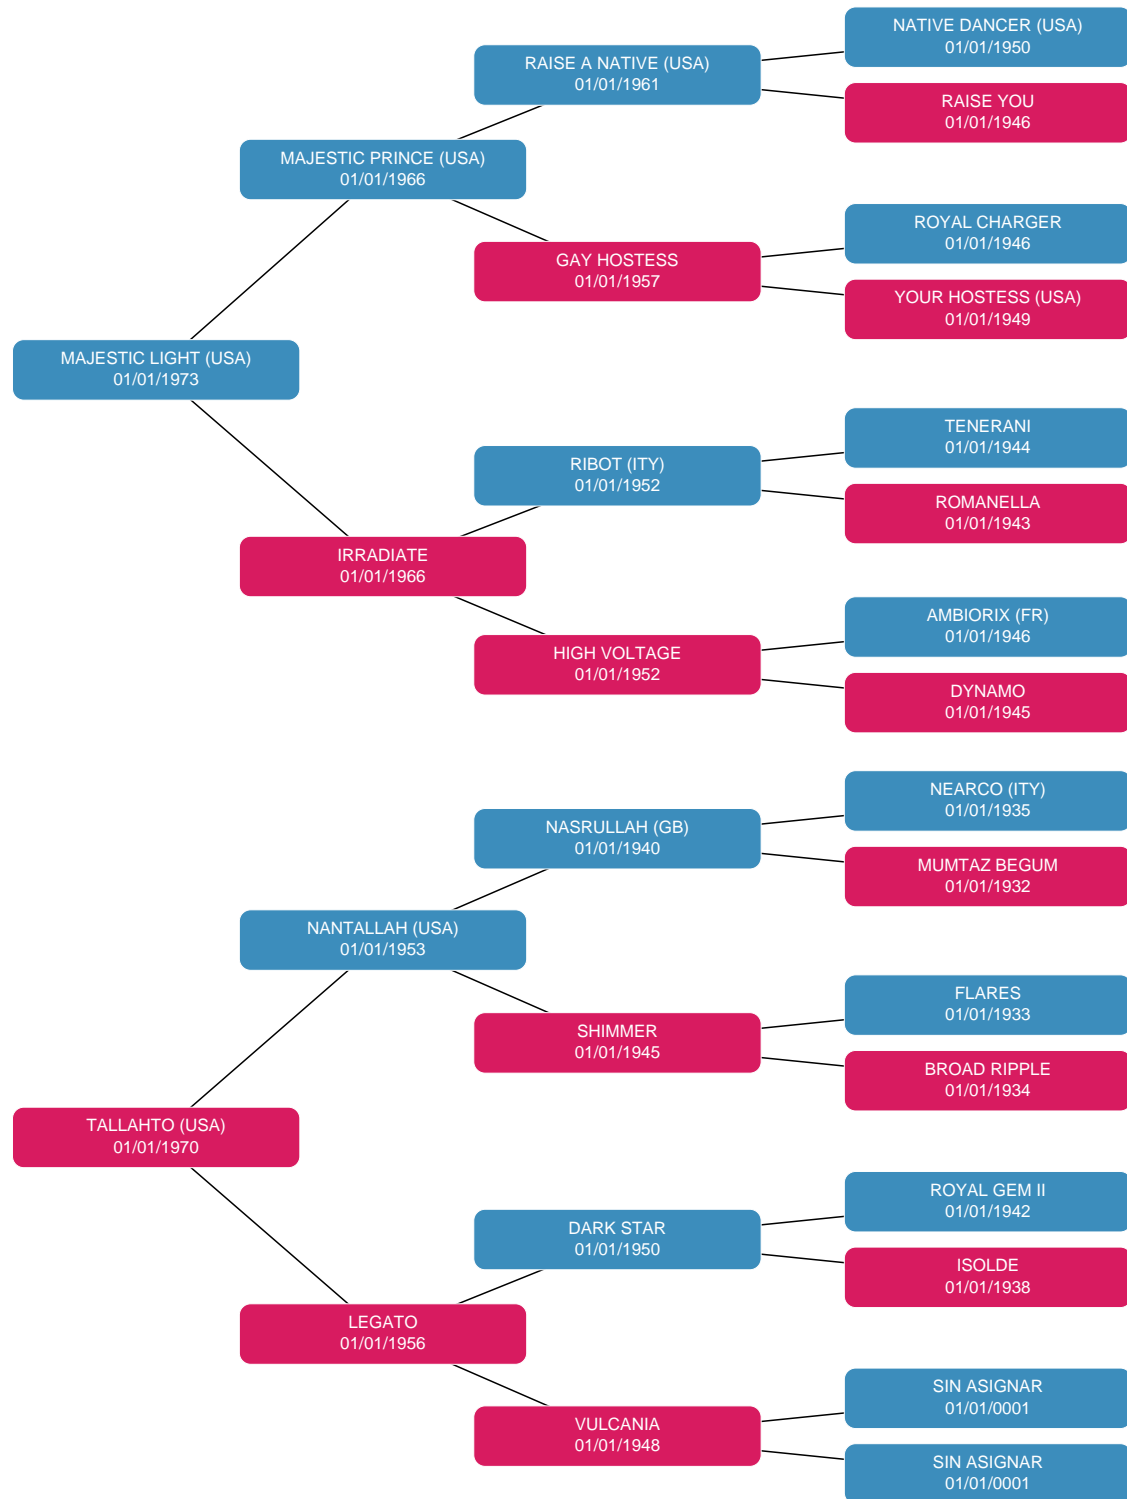 NATIVE DANCER (USA)
01/01/1950
RAISE A NATIVE (USA)
01/01/1961
RAISE YOU
01/01/1946
MAJESTIC PRINCE (USA)
01/01/1966
ROYAL CHARGER
01/01/1946
GAY HOSTESS
01/01/1957
YOUR HOSTESS (USA)
01/01/1949
MAJESTIC LIGHT (USA)
01/01/1973
TENERANI
01/01/1944
RIBOT (ITY)
01/01/1952
ROMANELLA
01/01/1943
IRRADIATE
01/01/1966
AMBIORIX (FR)
01/01/1946
HIGH VOLTAGE
01/01/1952
DYNAMO
01/01/1945
NEARCO (ITY)
01/01/1935
NASRULLAH (GB)
01/01/1940
MUMTAZ BEGUM
01/01/1932
NANTALLAH (USA)
01/01/1953
FLARES
01/01/1933
SHIMMER
01/01/1945
BROAD RIPPLE
01/01/1934
TALLAHTO (USA)
01/01/1970
ROYAL GEM II
01/01/1942
DARK STAR
01/01/1950
ISOLDE
01/01/1938
LEGATO
01/01/1956
SIN ASIGNAR
01/01/0001
VULCANIA
01/01/1948
SIN ASIGNAR
01/01/0001